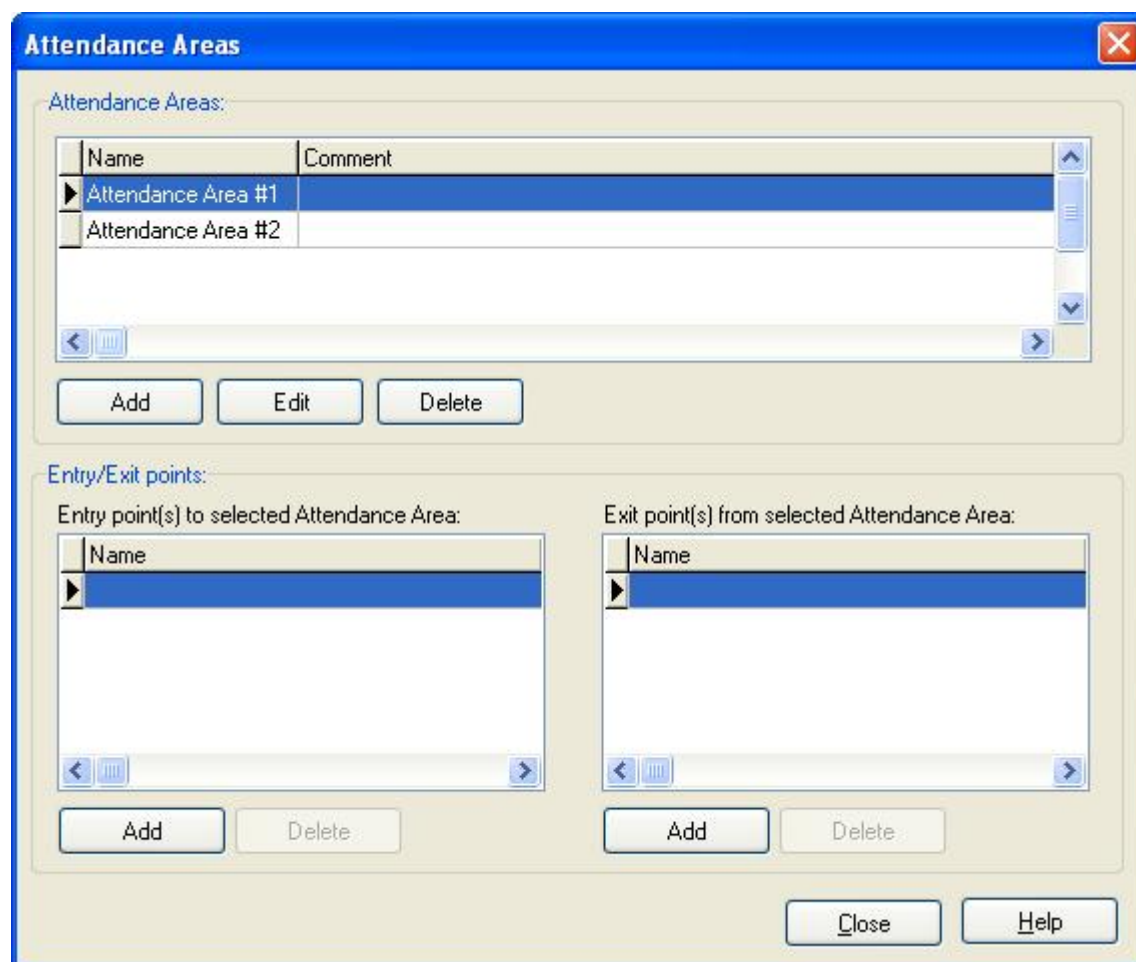 Attendance Areas
Attendance Areas:
Name Comment
Attendance Area #1
Attendance Area #2
Add Edit Delete
Entry/Exit points:
Entry point(s) to selected Attendance Area: Exit point(s) from selected Attendance Area:
Name Name
Add Delete Add Delete
Close Help